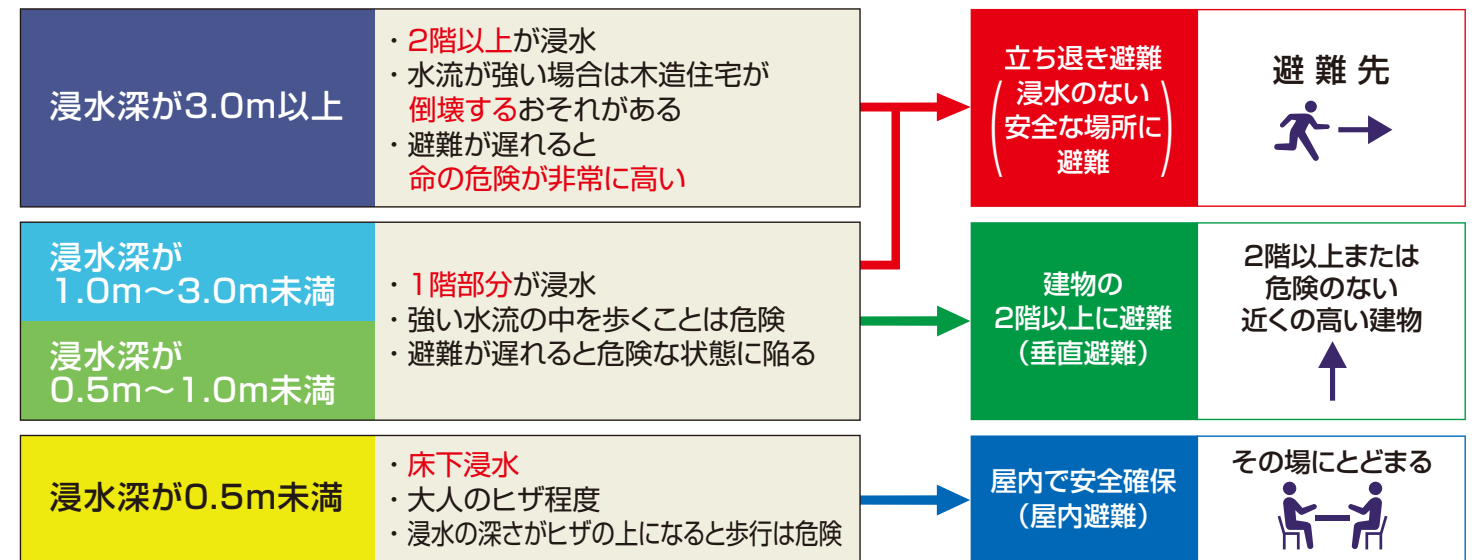 浸水深が3.0m以上
・2階以上が浸水
・水流が強い場合は木造住宅が
倒壊するおそれがある
・避難が遅れると
命の危険が非常に高い
立ち退き避難
(浸水のない
安全な場所に
避難)
避難先
浸水深が
1.0m〜3.0m未満
浸水深が
0.5m〜1.0m未満
・1階部分が浸水
・強い水流の中を歩くことは危険
・避難が遅れると危険な状態に陥る
建物の
2階以上に避難
(垂直避難)
2階以上または
危険のない
近くの高い建物
浸水深が0.5m未満
・床下浸水
・大人のヒザ程度
・浸水の深さがヒザの上になると歩行は危険
屋内で安全確保
(屋内避難)
その場にとどまる